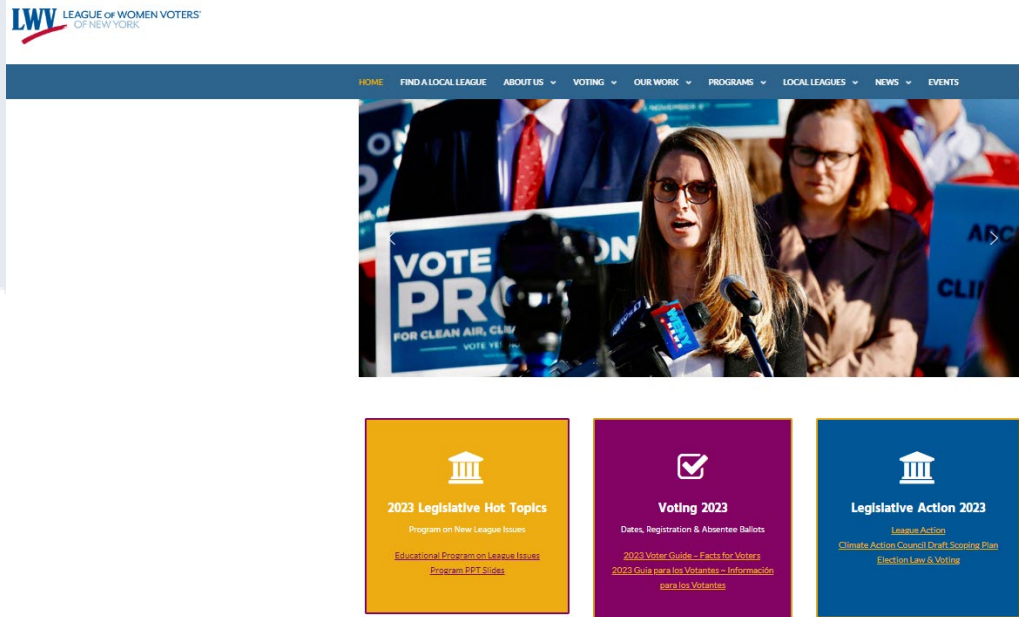 LWV LEAGUE OF WOMEN VOTERS®
OF NEW YORK
HOME FIND A LOCAL LEAGUE ABOUT US VOTING OUR WORK PROGRAMS LOCAL LEAGUES NEWS EVENTS
VOTE
PR
FOR CLEAN AIR,
VOTE YES
ON
CLI
2023 Legislative Hot Topics
Program on New League Issues
Educational Program on League Issues
Program PPT Slides
Voting 2023
Dates, Registration & Absentee Ballots
2023 Voter Guide – Facts for Voters
2023 Guia para los Votantes – Información
para los Votantes
Legislative Action 2023
League Action
Climate Action Council Draft Scoping Plan
Election Law & Voting